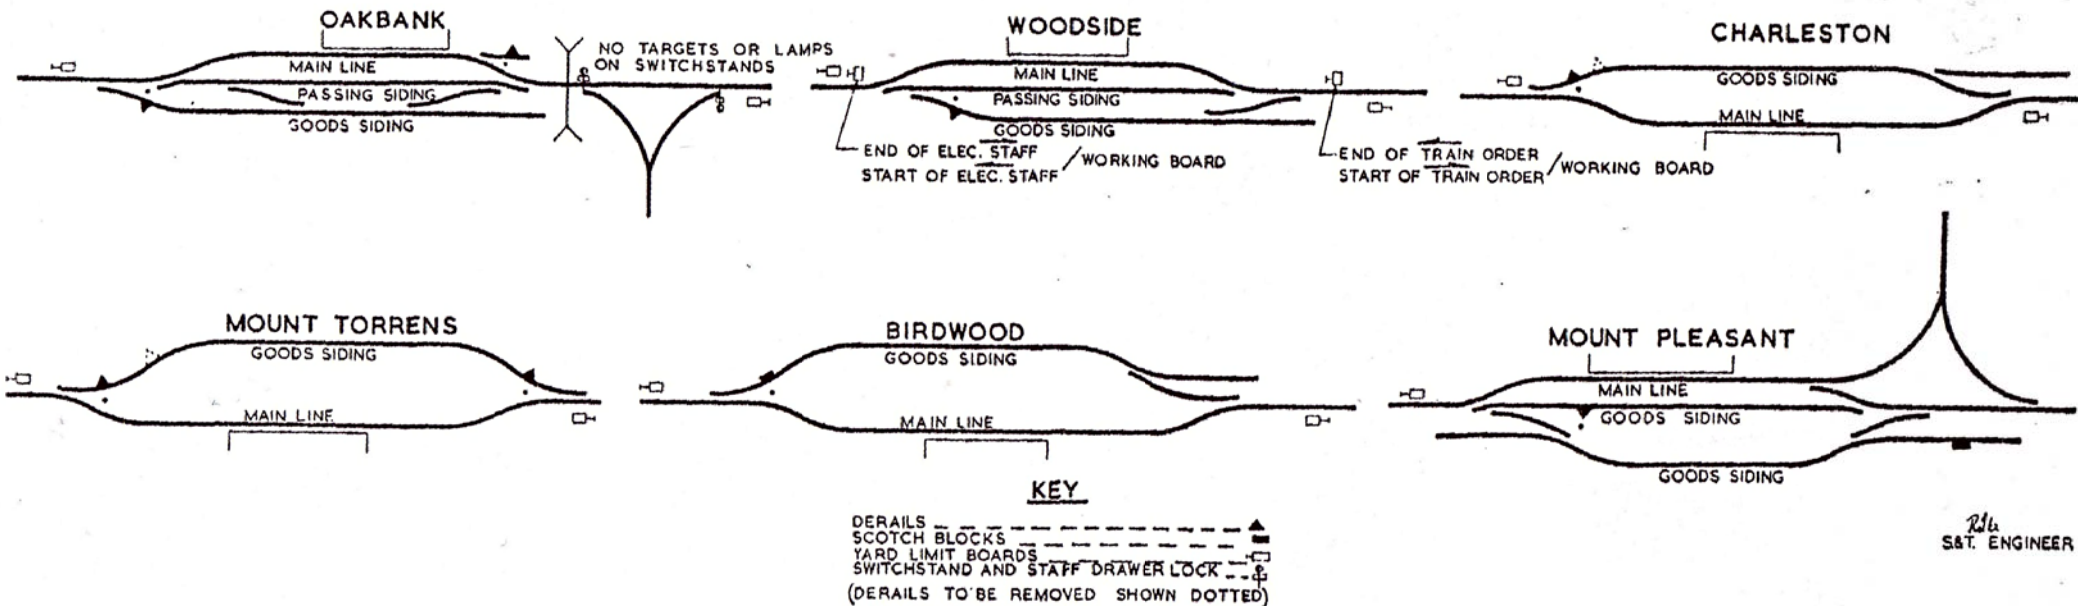 OAKBANK
NO TARGETS OR LAMPS
ON SWITCHSTANDS
MAIN LINE
PASSING SIDING
GOODS SIDING
WOODSIDE
MAIN LINE
PASSING SIDING
GOODS SIDING
END OF ELEC. STAFF
START OF ELEC. STAFF / WORKING BOARD
END OF TRAIN ORDER
START OF TRAIN ORDER / WORKING BOARD
CHARLESTON
GOODS SIDING
MAIN LINE
MOUNT TORRENS
GOODS SIDING
MAIN LINE
BIRDWOOD
GOODS SIDING
MAIN LINE
MOUNT PLEASANT
MAIN LINE
GOODS SIDING
GOODS SIDING
KEY
DERAILS
SCOTCH BLOCKS
YARD LIMIT BOARDS
SWITCHSTAND AND STAFF DRAWER LOCK
(DERAILS TO BE REMOVED SHOWN DOTTED)
S&T. ENGINEER